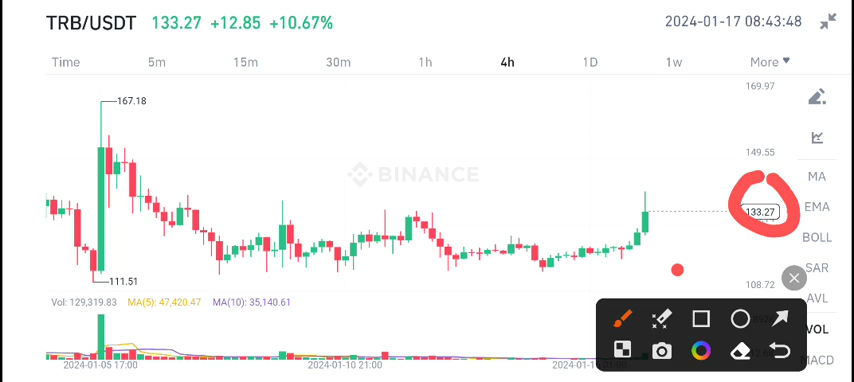 TRB/USDT 133.27 +12.85 +10.67% 2024-01-17 08:43:48
Time 5m 15m 30m 1h 4h 1D 1w More
169.97
167.18
149.55
BINANCE
MA
EMA
133.27
BOLL
SAR
111.51
108.72
AVL
Vol: 129,319.83 MA(5): 47,420.47 MA(10): 35,140.61
VOL
MACD
2024-01-05 17:00 2024-01-10 21:00